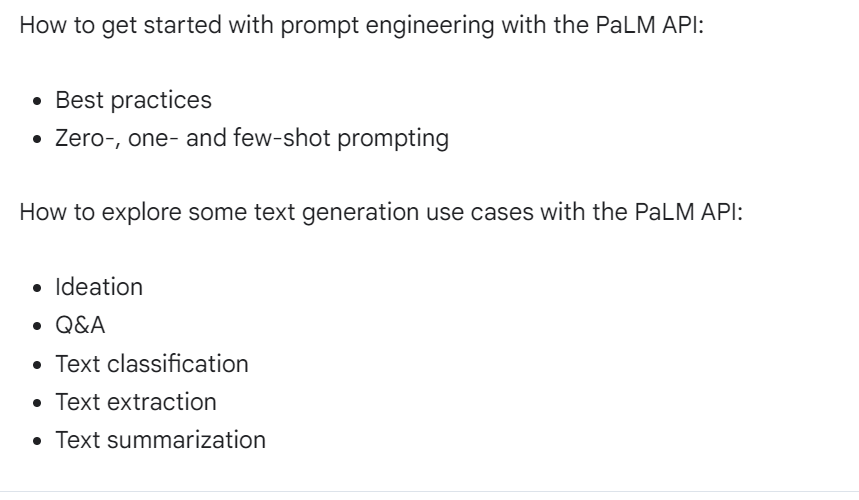 How to get started with prompt engineering with the PaLM API:
• Best practices
• Zero-, one- and few-shot prompting
How to explore some text generation use cases with the PaLM API:
• Ideation
• Q&A
• Text classification
• Text extraction
• Text summarization